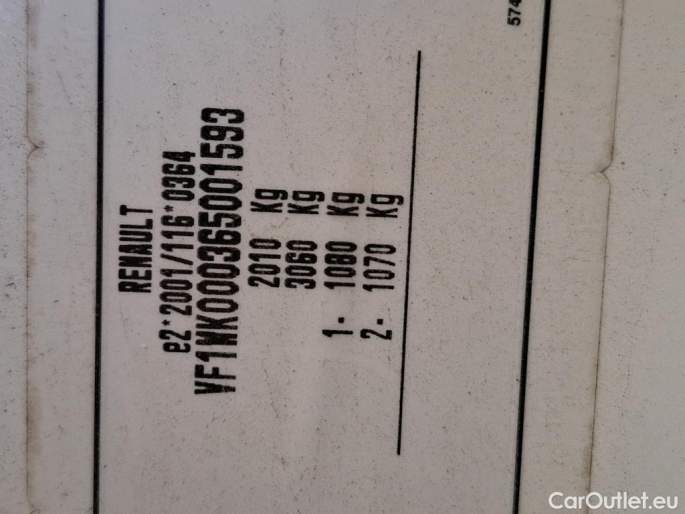 RENAULT
e2*2001/116*0364
VF1WK000365001593
2010 Kg
3060 Kg
1- 1080 Kg
2- 1070 Kg
574
CarOutlet.eu